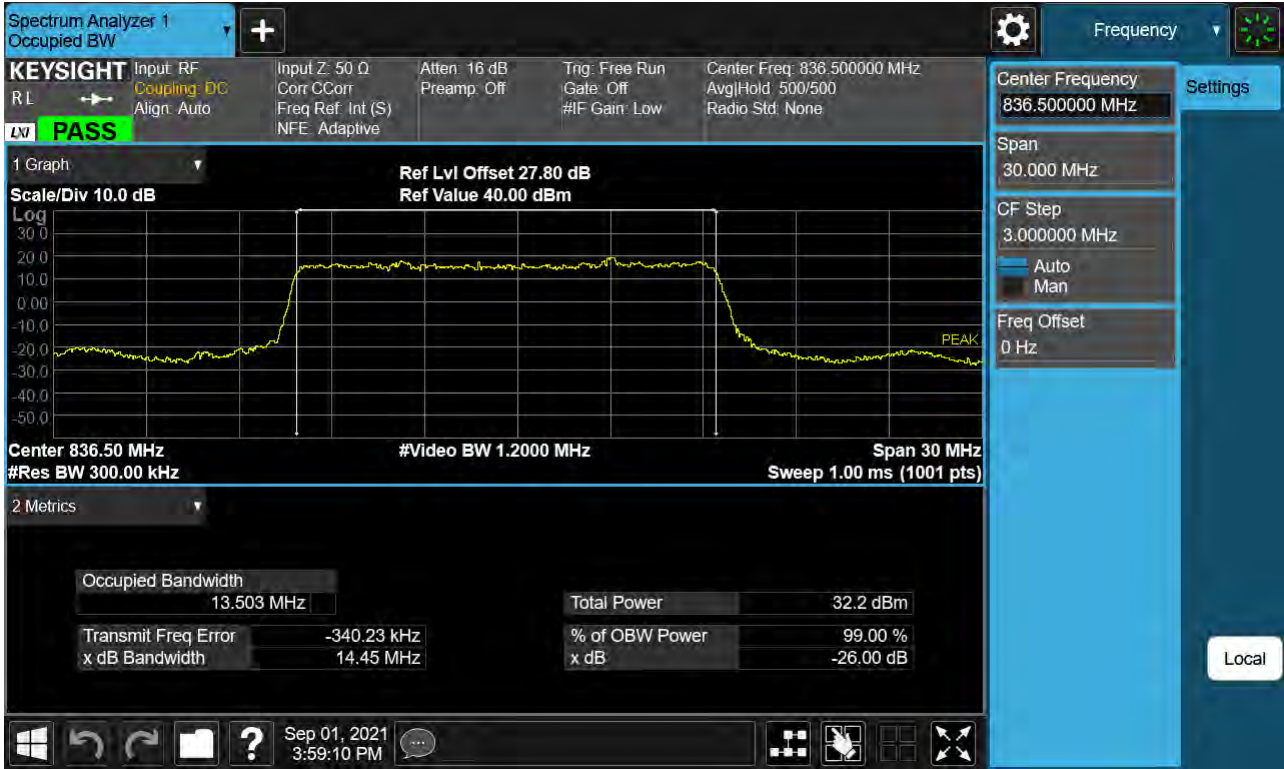 Spectrum Analyzer 1
Occupied BW
+
Frequency
KEYSIGHT
RL
LXI PASS
Input: RF
Coupling: DC
Align: Auto
Input Z: 50 Ω
Corr CCorr
Freq Ref: Int (S)
NFE: Adaptive
Atten: 16 dB
Preamp: Off
Trig: Free Run
Gate: Off
#IF Gain: Low
Center Freq: 836.500000 MHz
Avg|Hold: 500/500
Radio Std: None
Center Frequency
836.500000 MHz
Settings
Span
30.000 MHz
CF Step
3.000000 MHz
Auto
Man
Freq Offset
0 Hz
Local
1 Graph
Scale/Div 10.0 dB
Ref Lvl Offset 27.80 dB
Ref Value 40.00 dBm
Log
30.0
20.0
10.0
0.00
-10.0
-20.0
-30.0
-40.0
-50.0
PEAK
Center 836.50 MHz
#Video BW 1.2000 MHz
Span 30 MHz
#Res BW 300.00 kHz
Sweep 1.00 ms (1001 pts)
2 Metrics
Occupied Bandwidth
13.503 MHz
Total Power 32.2 dBm
Transmit Freq Error -340.23 kHz
% of OBW Power 99.00 %
x dB Bandwidth 14.45 MHz
x dB -26.00 dB
?
Sep 01, 2021
3:59:10 PM